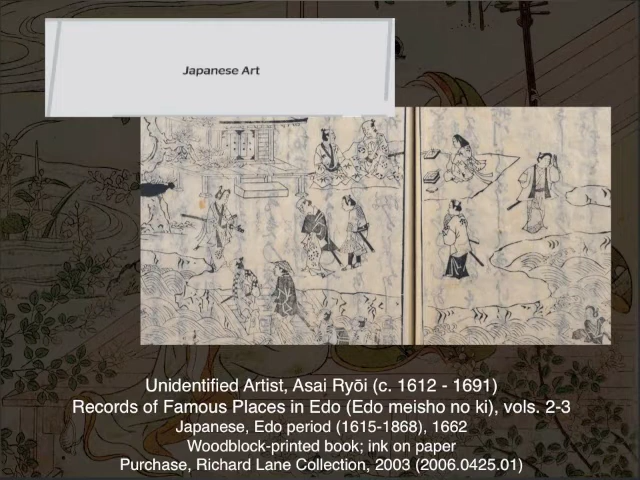 Japanese Art
Unidentified Artist, Asai Ryōi (c. 1612 - 1691)
Records of Famous Places in Edo (Edo meisho no ki), vols. 2-3
Japanese, Edo period (1615-1868), 1662
Woodblock-printed book; ink on paper
Purchase, Richard Lane Collection, 2003 (2006.0425.01)